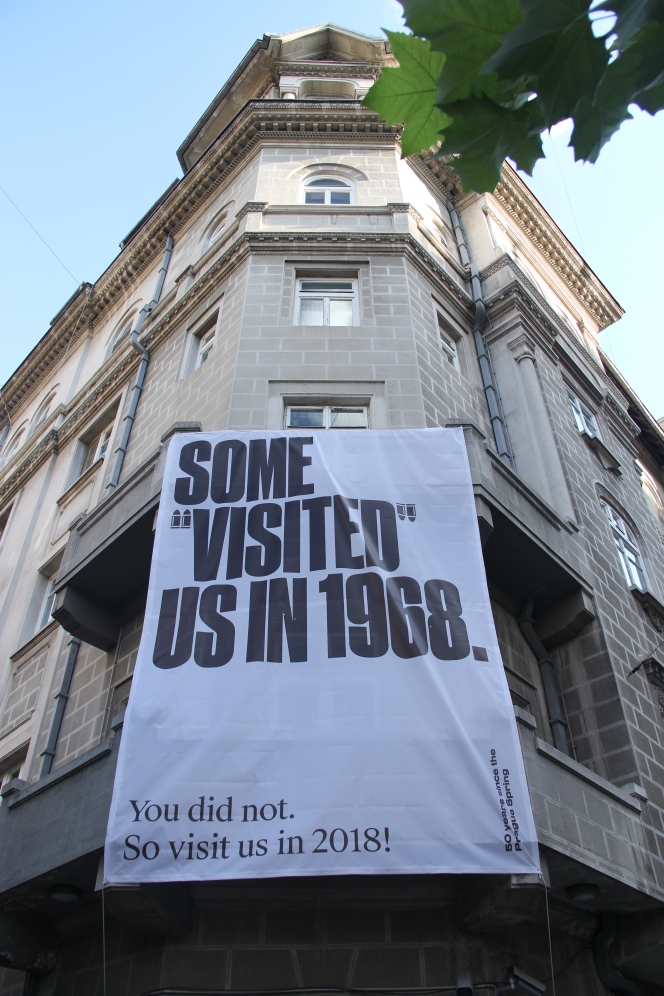 SOME
"VISITED"
US IN 1968.
You did not.
So visit us in 2018!
50 years since the
Prague Spring